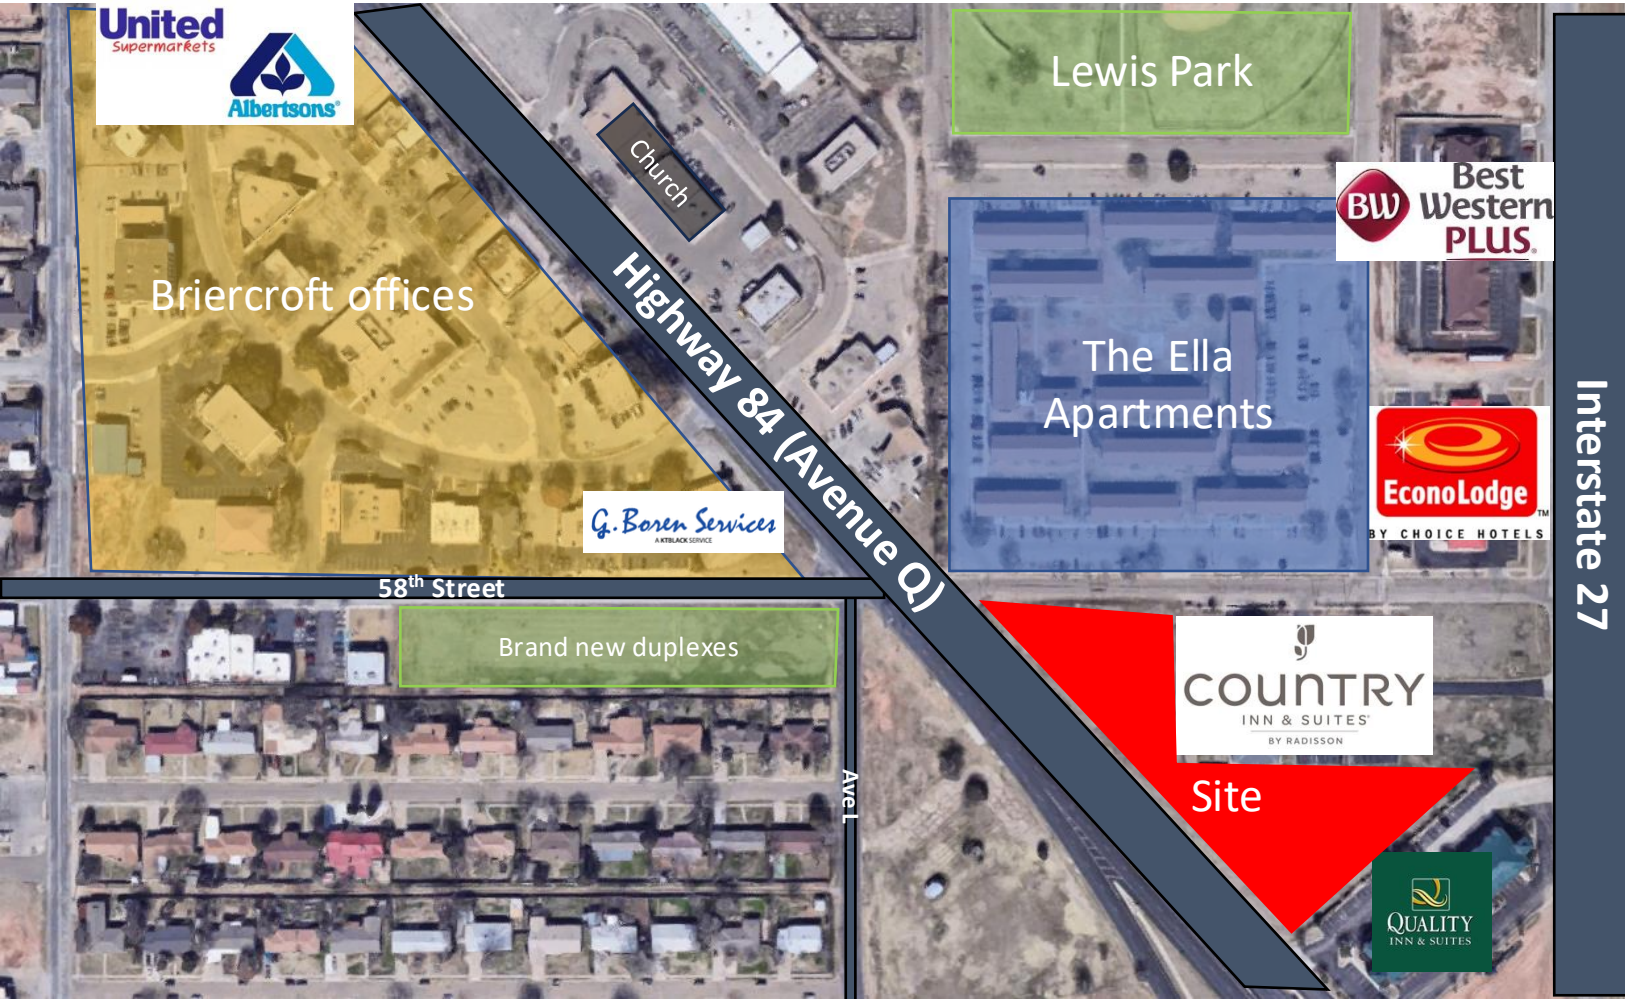 United
Supermarkets
Albertsons®
Lewis Park
Church
Best
BW Western
PLUS®
Briercroft offices
Highway 84 (Avenue Q)
The Ella
Apartments
Interstate 27
EconoLodge™
BY CHOICE HOTELS
G. Boren Services
A KTBLACK SERVICE
58th Street
Brand new duplexes
COUNTRY
INN & SUITES®
BY RADISSON
Ave L
Site
QUALITY
INN & SUITES